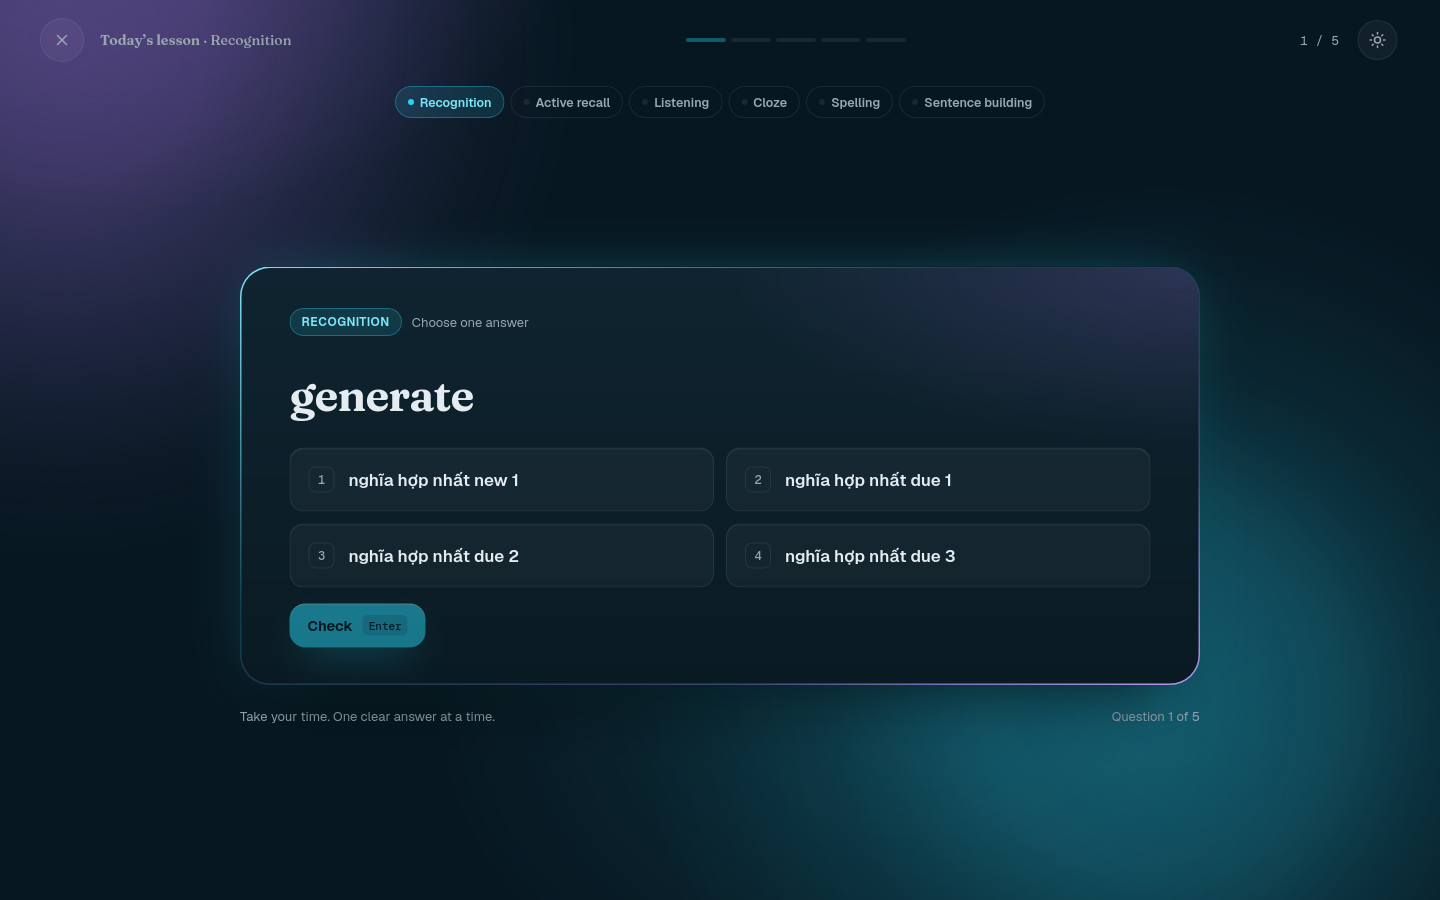 Today’s lesson · Recognition
1 / 5
Recognition
Active recall
Listening
Cloze
Spelling
Sentence building
RECOGNITION
Choose one answer
generate
1 nghĩa hợp nhất new 1
2 nghĩa hợp nhất due 1
3 nghĩa hợp nhất due 2
4 nghĩa hợp nhất due 3
Check Enter
Take your time. One clear answer at a time.
Question 1 of 5